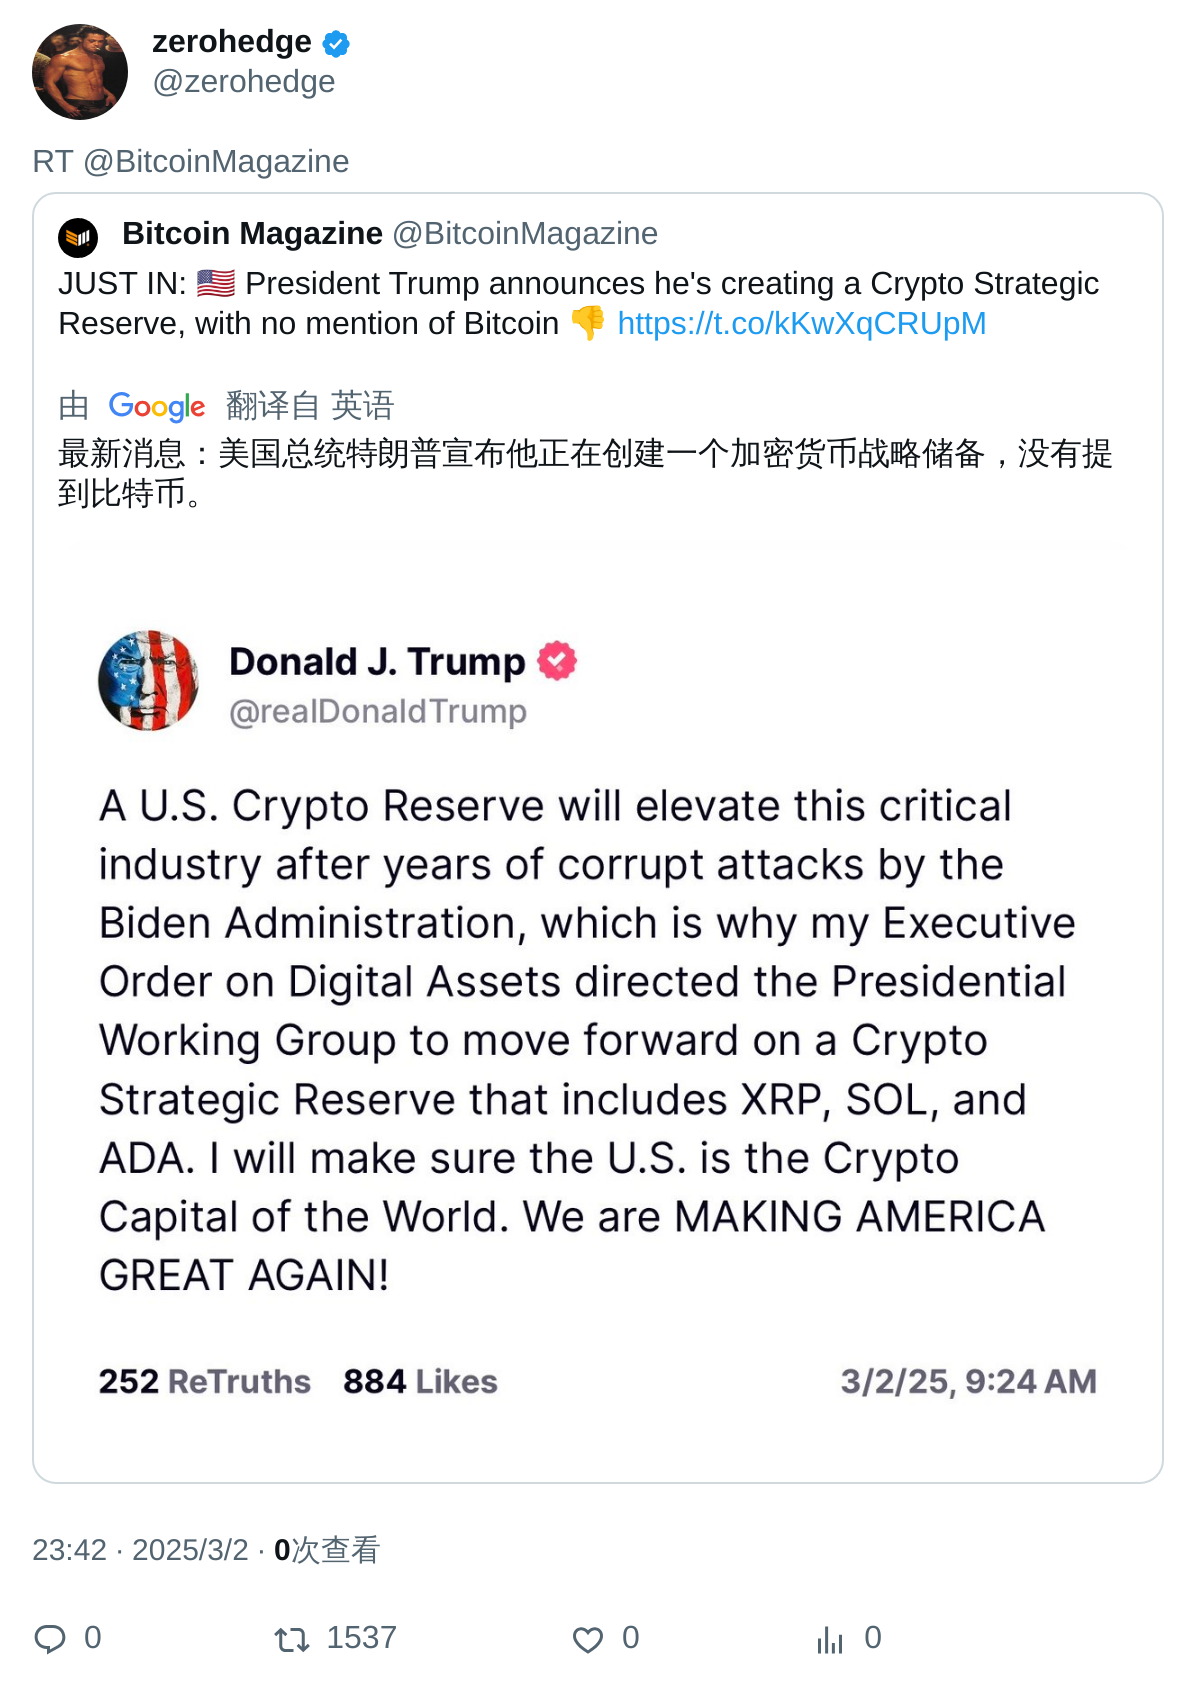 zerohedge
@zerohedge
RT @BitcoinMagazine
Bitcoin Magazine @BitcoinMagazine
JUST IN: 🇺🇸 President Trump announces he's creating a Crypto Strategic
Reserve, with no mention of Bitcoin 👎 https://t.co/kKwXqCRUpM
由 Google 翻译自 英语
最新消息：美国总统特朗普宣布他正在创建一个加密货币战略储备，没有提
到比特币。
Donald J. Trump
@realDonaldTrump
A U.S. Crypto Reserve will elevate this critical
industry after years of corrupt attacks by the
Biden Administration, which is why my Executive
Order on Digital Assets directed the Presidential
Working Group to move forward on a Crypto
Strategic Reserve that includes XRP, SOL, and
ADA. I will make sure the U.S. is the Crypto
Capital of the World. We are MAKING AMERICA
GREAT AGAIN!
252 ReTruths 884 Likes 3/2/25, 9:24 AM
23:42 · 2025/3/2 · 0次查看
0 1537 0 0